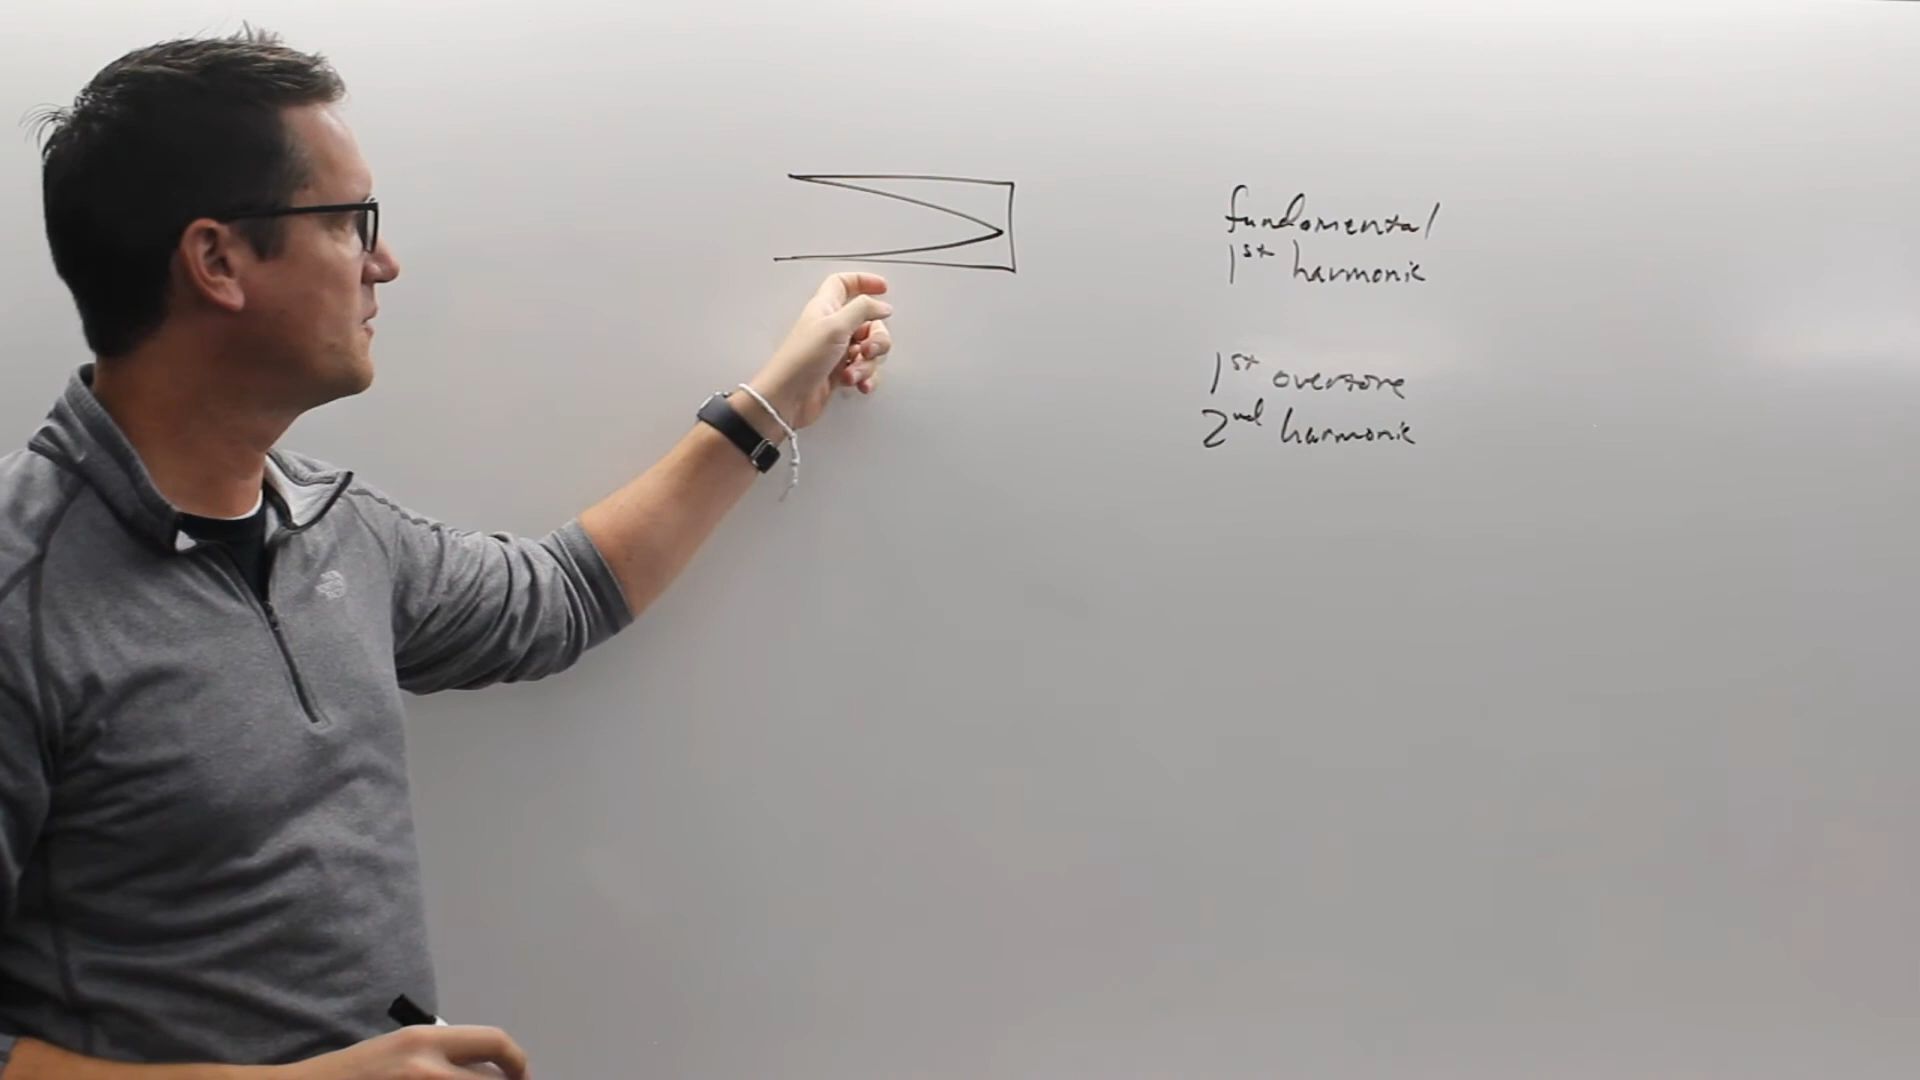 fundamental
1st harmonic
1st overtone
2nd harmonic